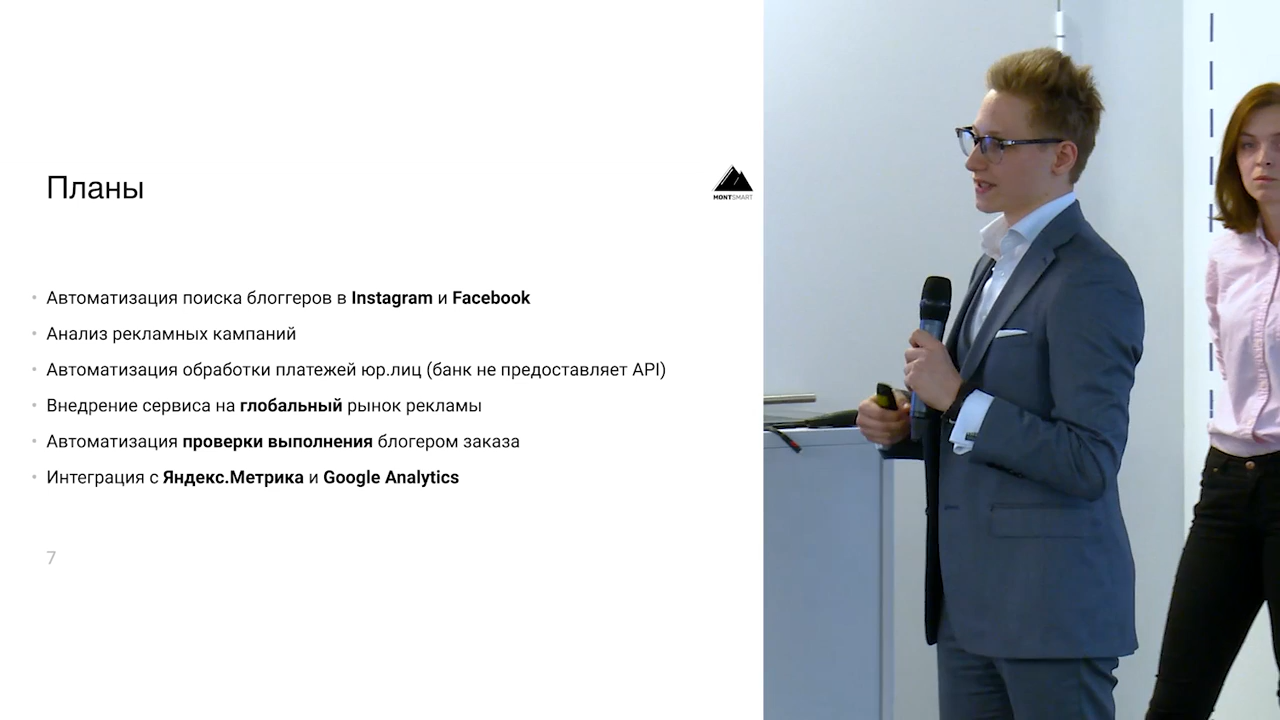 Планы
MONTSMART
Автоматизация поиска блоггеров в Instagram и Facebook
Анализ рекламных кампаний
Автоматизация обработки платежей юр.лиц (банк не предоставляет API)
Внедрение сервиса на глобальный рынок рекламы
Автоматизация проверки выполнения блогером заказа
Интеграция с Яндекс.Метрика и Google Analytics
7